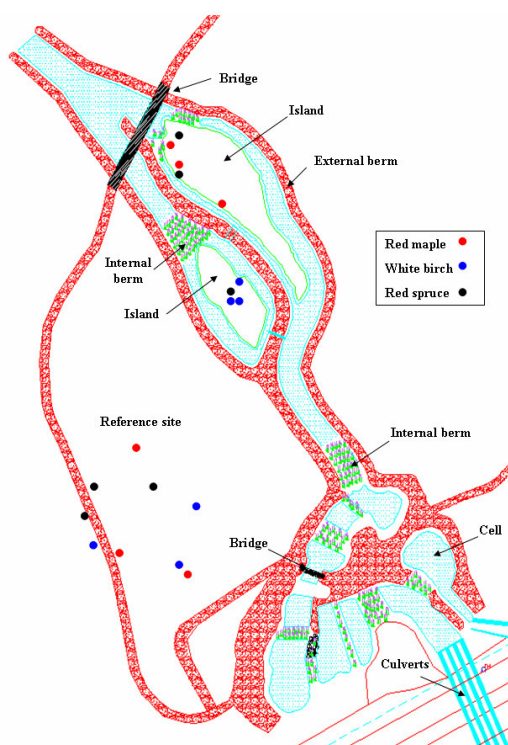 Bridge
Island
External berm
Red maple
White birch
Red spruce
Internal
berm
Island
Reference site
Internal berm
Cell
Bridge
Culverts